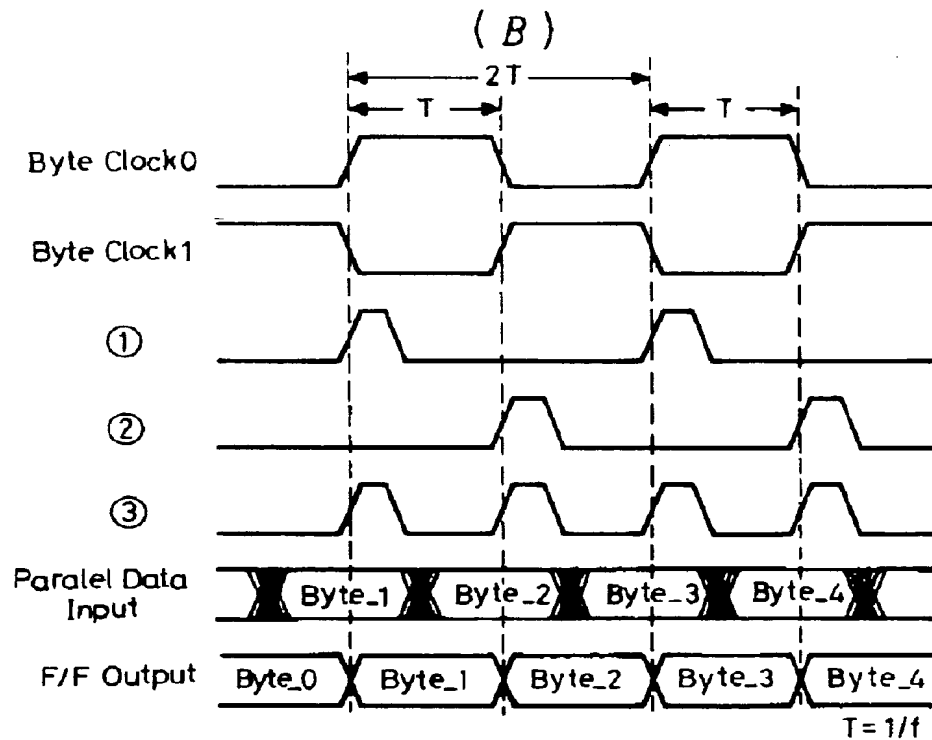 ( B )
2T
T T
Byte Clock0
Byte Clock1
①
②
③
Paralel Data
Input
Byte_1 Byte_2 Byte_3 Byte_4
F/F Output
Byte_0 Byte_1 Byte_2 Byte_3 Byte_4
T = 1/f